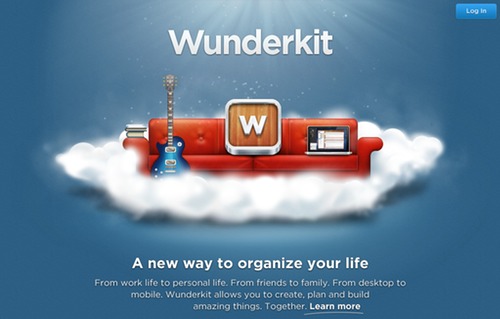 Log In
Wunderkit
W
A new way to organize your life
From work life to personal life. From friends to family. From desktop to
mobile. Wunderkit allows you to create, plan and build
amazing things. Together. Learn more